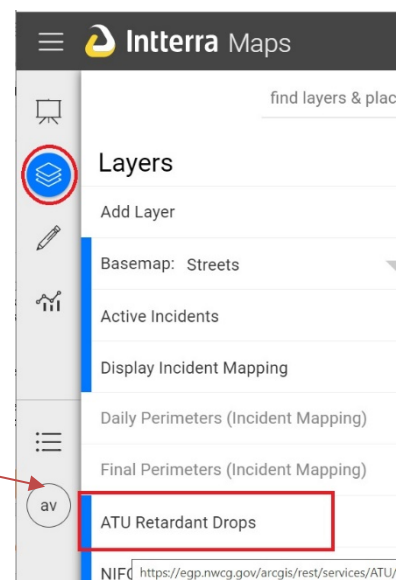 Intterra Maps
find layers & plac
Layers
Add Layer
Basemap: Streets
Active Incidents
Display Incident Mapping
Daily Perimeters (Incident Mapping)
Final Perimeters (Incident Mapping)
av
ATU Retardant Drops
NIFC
https://egp.nwcg.gov/arcgis/rest/services/ATU/